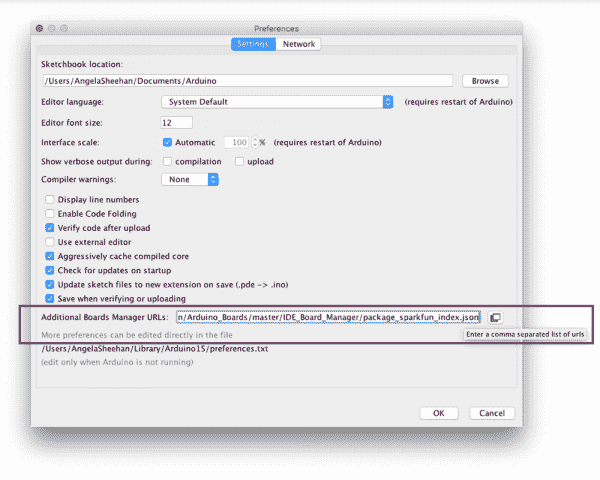 Preferences
Settings Network
Sketchbook location:
/Users/AngelaSheehan/Documents/Arduino Browse
Editor language: System Default (requires restart of Arduino)
Editor font size: 12
Interface scale: Automatic 100 % (requires restart of Arduino)
Show verbose output during: compilation upload
Compiler warnings: None
Display line numbers
Enable Code Folding
Verify code after upload
Use external editor
Aggressively cache compiled core
Check for updates on startup
Update sketch files to new extension on save (.pde -> .ino)
Save when verifying or uploading
Additional Boards Manager URLs: n/Arduino_Boards/master/IDE_Board_Manager/package_sparkfun_index.json
More preferences can be edited directly in the file
Enter a comma separated list of urls
/Users/AngelaSheehan/Library/Arduino15/preferences.txt
(edit only when Arduino is not running)
OK Cancel